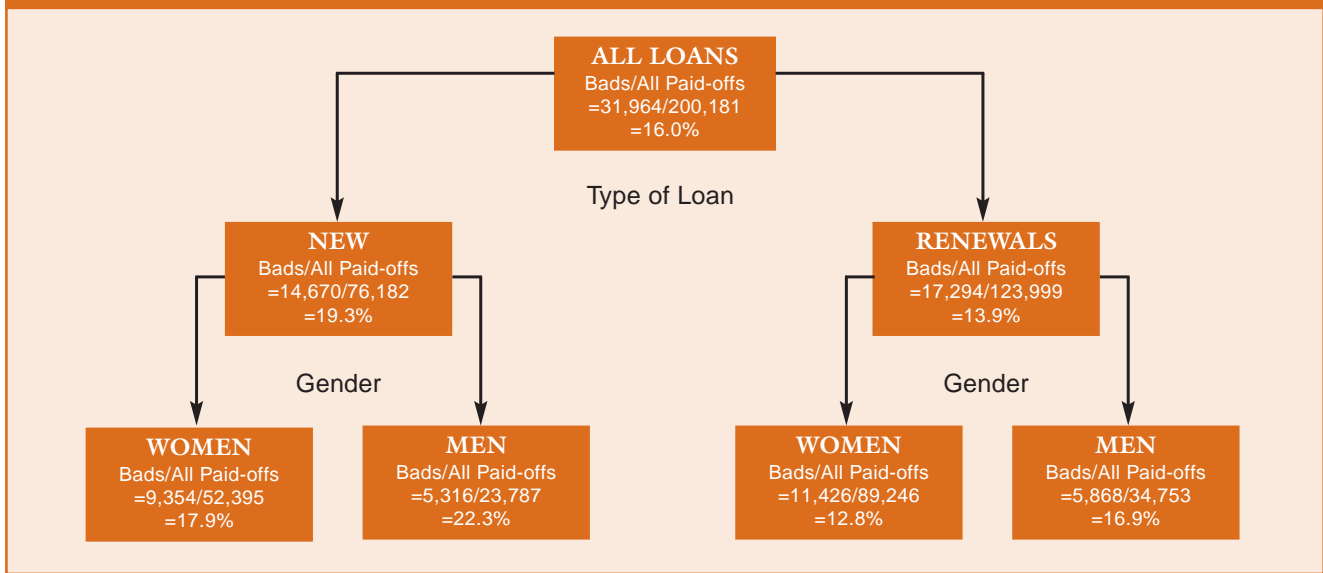 ALL LOANS
Bads/All Paid-offs
=31,964/200,181
=16.0%
Type of Loan
NEW
Bads/All Paid-offs
=14,670/76,182
=19.3%
RENEWALS
Bads/All Paid-offs
=17,294/123,999
=13.9%
Gender
Gender
WOMEN
Bads/All Paid-offs
=9,354/52,395
=17.9%
MEN
Bads/All Paid-offs
=5,316/23,787
=22.3%
WOMEN
Bads/All Paid-offs
=11,426/89,246
=12.8%
MEN
Bads/All Paid-offs
=5,868/34,753
=16.9%